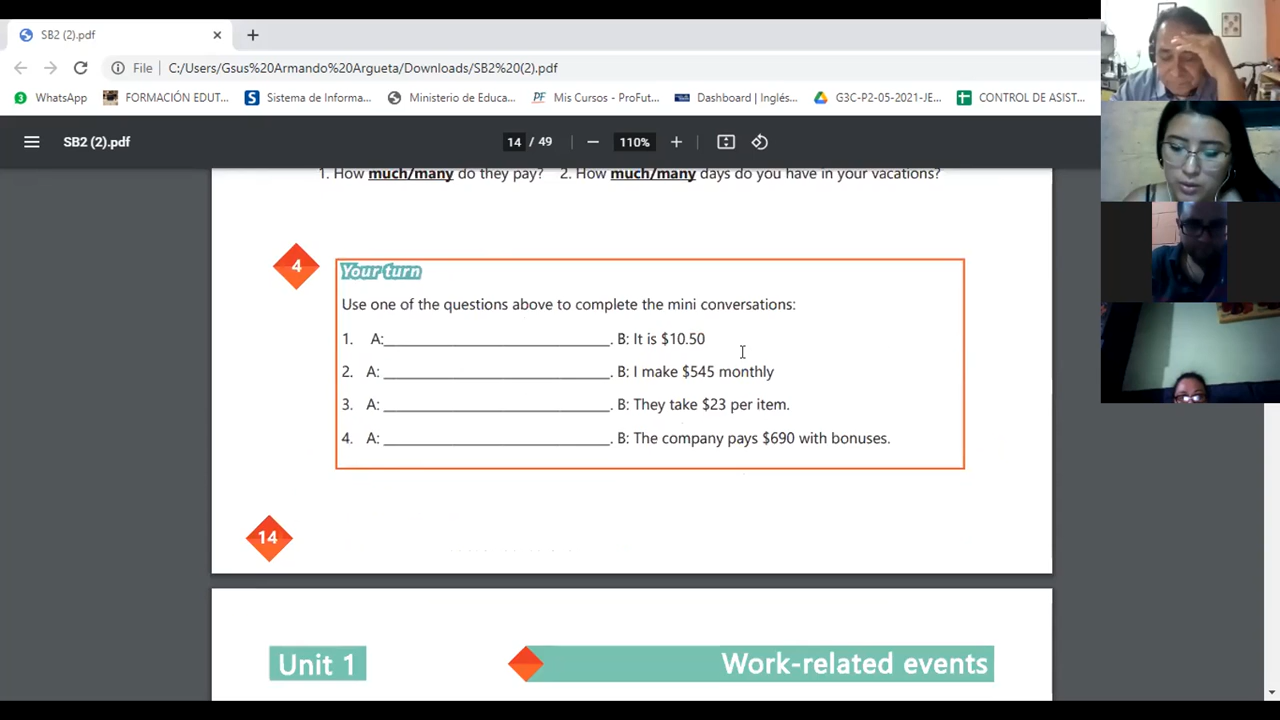 SB2 (2).pdf
File
C:/Users/Gsus%20Armando%20Argueta/Downloads/SB2%20(2).pdf
WhatsApp
FORMACIÓN EDUT...
Sistema de Informa...
Ministerio de Educa...
Mis Cursos - ProFut...
Dashboard | Inglés...
G3C-P2-05-2021-JE...
CONTROL DE ASIST...
SB2 (2).pdf
14 / 49
110%
1. How much/many do they pay? 2. How much/many days do you have in your vacations?
4
Your turn
Use one of the questions above to complete the mini conversations:
1. A:____________________________. B: It is $10.50
2. A: ____________________________. B: I make $545 monthly
3. A: ____________________________. B: They take $23 per item.
4. A: ____________________________. B: The company pays $690 with bonuses.
14
Unit 1
Work-related events